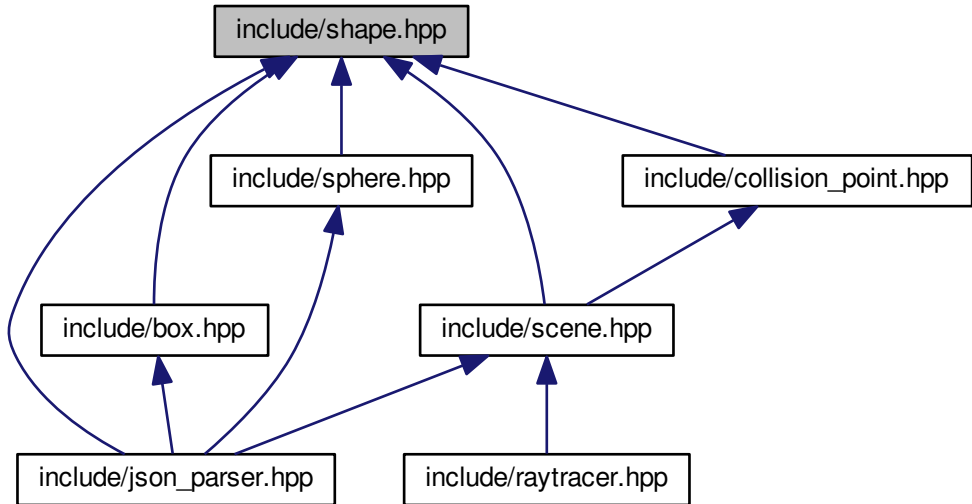 include/shape.hpp
include/sphere.hpp
include/collision_point.hpp
include/box.hpp
include/scene.hpp
include/json_parser.hpp
include/raytracer.hpp